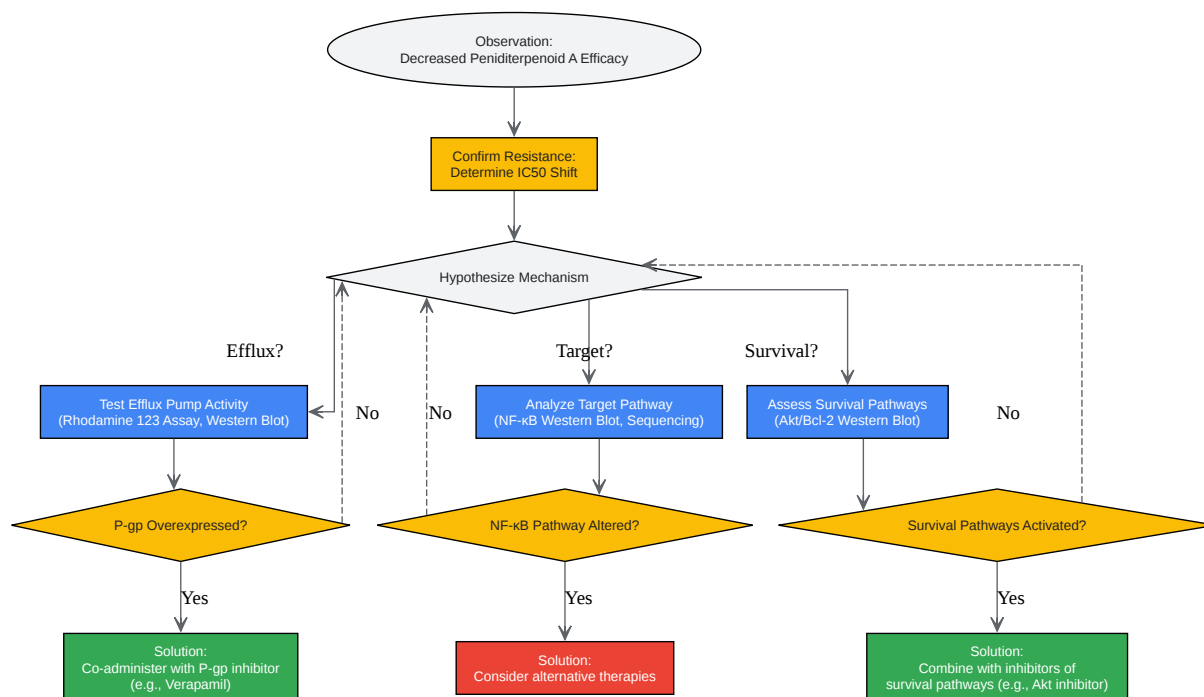 Observation:
Decreased Peniditerpenoid A Efficacy
Confirm Resistance:
Determine IC50 Shift
Hypothesize Mechanism
Efflux?
Target?
Survival?
Test Efflux Pump Activity
(Rhodamine 123 Assay, Western Blot)
No
No
Analyze Target Pathway
(NF-κB Western Blot, Sequencing)
Assess Survival Pathways
(Akt/Bcl-2 Western Blot)
No
P-gp Overexpressed?
NF-κB Pathway Altered?
Survival Pathways Activated?
Yes
Yes
Yes
Solution:
Co-administer with P-gp inhibitor
(e.g., Verapamil)
Solution:
Consider alternative therapies
Solution:
Combine with inhibitors of
survival pathways (e.g., Akt inhibitor)